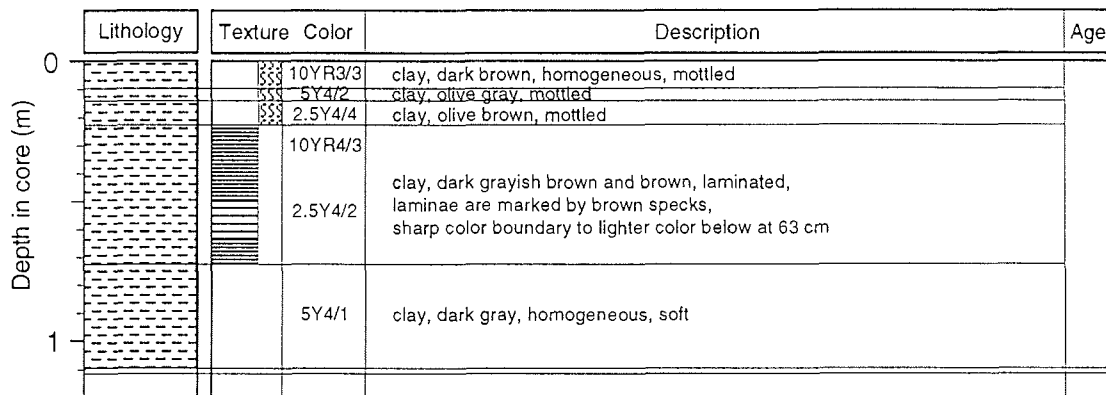 Lithology Texture Color Description Age
Depth in core (m)
0
10YR3/3 clay, dark brown, homogeneous, mottled
5Y4/2 clay, olive gray, mottled
2.5Y4/4 clay, olive brown, mottled
10YR4/3
clay, dark grayish brown and brown, laminated,
2.5Y4/2 laminae are marked by brown specks,
sharp color boundary to lighter color below at 63 cm
5Y4/1 clay, dark gray, homogeneous, soft
1